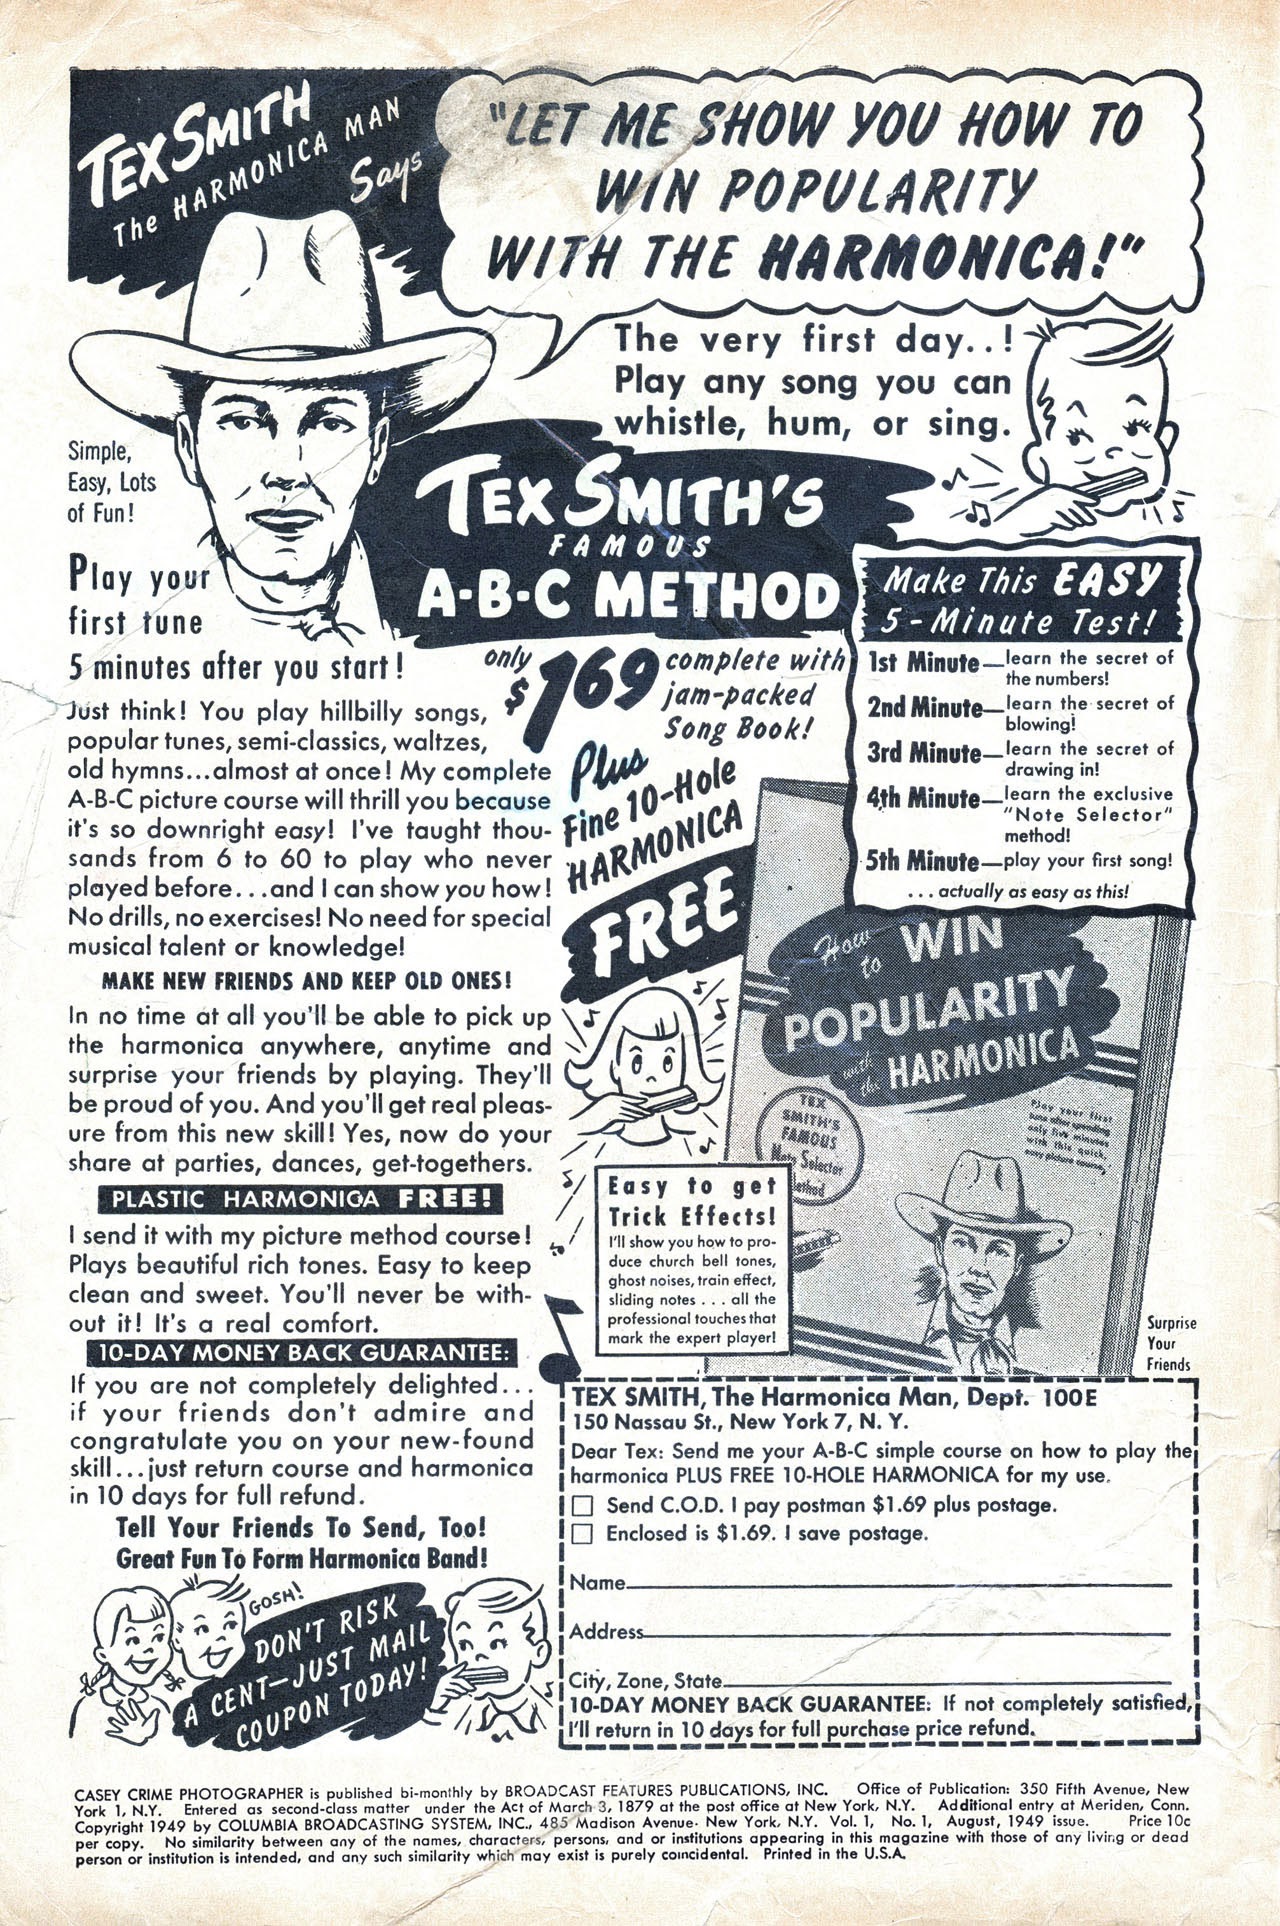 TEX SMITH
The HARMONICA MAN
Says
"LET ME SHOW YOU HOW TO
WIN POPULARITY
WITH THE HARMONICA!"
The very first day..!
Play any song you can
whistle, hum, or sing.
Simple,
Easy, Lots
of Fun!
TEX SMITH'S
FAMOUS
A-B-C METHOD
Play your
first tune
5 minutes after you start!
only
$1.69
complete with
jam-packed
Song Book!
Plus
Fine 10-Hole
HARMONICA
FREE
Just think! You play hillbilly songs,
popular tunes, semi-classics, waltzes,
old hymns...almost at once! My complete
A-B-C picture course will thrill you because
it's so downright easy! I've taught thou-
sands from 6 to 60 to play who never
played before...and I can show you how!
No drills, no exercises! No need for special
musical talent or knowledge!
MAKE NEW FRIENDS AND KEEP OLD ONES!
In no time at all you'll be able to pick up
the harmonica anywhere, anytime and
surprise your friends by playing. They'll
be proud of you. And you'll get real pleas-
ure from this new skill! Yes, now do your
share at parties, dances, get-togethers.
PLASTIC HARMONICA FREE!
I send it with my picture method course!
Plays beautiful rich tones. Easy to keep
clean and sweet. You'll never be with-
out it! It's a real comfort.
10-DAY MONEY BACK GUARANTEE:
If you are not completely delighted...
if your friends don't admire and
congratulate you on your new-found
skill...just return course and harmonica
in 10 days for full refund.
Tell Your Friends To Send, Too!
Great Fun To Form Harmonica Band!
GOSH!
DON'T RISK
A CENT—JUST MAIL
COUPON TODAY!
Make This EASY
5-Minute Test!
1st Minute—learn the secret of
the numbers!
2nd Minute—learn the secret of
blowing!
3rd Minute—learn the secret of
drawing in!
4th Minute—learn the exclusive
"Note Selector"
method!
5th Minute—play your first song!
...actually as easy as this!
How
to WIN
POPULARITY
with
the HARMONICA
TEX
SMITH'S
FAMOUS
Note Selector
Method
Play your first
tune after spending
only five minutes
with this quick,
easy picture course.
Easy to get
Trick Effects!
I'll show you how to pro-
duce church bell tones,
ghost noises, train effect,
sliding notes . . . all the
professional touches that
mark the expert player!
Surprise
Your
Friends
TEX SMITH, The Harmonica Man, Dept. 100E
150 Nassau St., New York 7, N. Y.
Dear Tex: Send me your A-B-C simple course on how to play the
harmonica PLUS FREE 10-HOLE HARMONICA for my use.
Send C.O.D. I pay postman $1.69 plus postage.
Enclosed is $1.69. I save postage.
Name
Address
City, Zone, State
10-DAY MONEY BACK GUARANTEE: If not completely satisfied,
I'll return in 10 days for full purchase price refund.
CASEY CRIME PHOTOGRAPHER is published bi-monthly by BROADCAST FEATURES PUBLICATIONS, INC. Office of Publication: 350 Fifth Avenue, New
York 1, N.Y. Entered as second-class matter under the Act of March 3, 1879 at the post office at New York, N.Y. Additional entry at Meriden, Conn.
Copyright 1949 by COLUMBIA BROADCASTING SYSTEM, INC., 485 Madison Avenue. New York, N.Y. Vol. 1, No. 1, August, 1949 issue. Price 10c
per copy. No similarity between any of the names, characters, persons, and or institutions appearing in this magazine with those of any living or dead
person or institution is intended, and any such similarity which may exist is purely coincidental. Printed in the U.S.A.